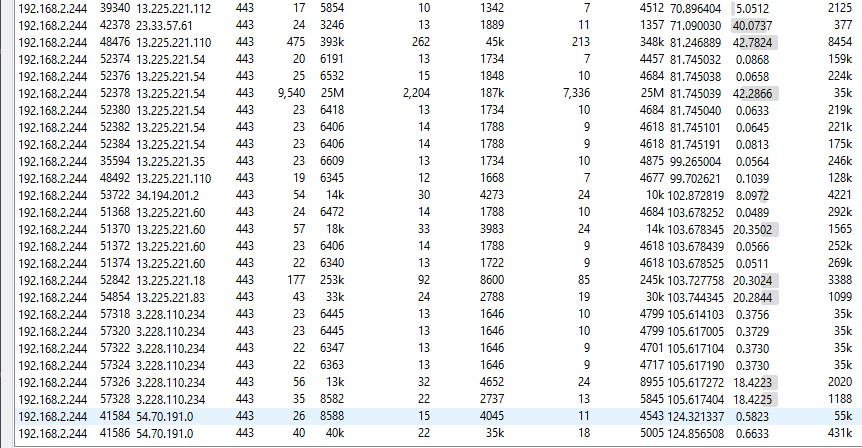 192.168.2.244 39340 13.225.221.112 443 17 5854 10 1342 7 4512 70.896404 5.0512 2125
192.168.2.244 42378 23.33.57.61 443 24 3246 13 1889 11 1357 71.090030 40.0737 377
192.168.2.244 48476 13.225.221.110 443 475 393k 262 45k 213 348k 81.246889 42.7824 8454
192.168.2.244 52374 13.225.221.54 443 20 6191 13 1734 7 4457 81.745032 0.0868 159k
192.168.2.244 52376 13.225.221.54 443 25 6532 15 1848 10 4684 81.745038 0.0658 224k
192.168.2.244 52378 13.225.221.54 443 9,540 25M 2,204 187k 7,336 25M 81.745039 42.2866 35k
192.168.2.244 52380 13.225.221.54 443 23 6418 13 1734 10 4684 81.745040 0.0633 219k
192.168.2.244 52382 13.225.221.54 443 23 6406 14 1788 9 4618 81.745101 0.0645 221k
192.168.2.244 52384 13.225.221.54 443 23 6406 14 1788 9 4618 81.745191 0.0813 175k
192.168.2.244 35594 13.225.221.35 443 23 6609 13 1734 10 4875 99.265004 0.0564 246k
192.168.2.244 48492 13.225.221.110 443 19 6345 12 1668 7 4677 99.702621 0.1039 128k
192.168.2.244 53722 34.194.201.2 443 54 14k 30 4273 24 10k 102.872819 8.0972 4221
192.168.2.244 51368 13.225.221.60 443 24 6472 14 1788 10 4684 103.678252 0.0489 292k
192.168.2.244 51370 13.225.221.60 443 57 18k 33 3983 24 14k 103.678345 20.3502 1565
192.168.2.244 51372 13.225.221.60 443 23 6406 14 1788 9 4618 103.678439 0.0566 252k
192.168.2.244 51374 13.225.221.60 443 22 6340 13 1722 9 4618 103.678525 0.0511 269k
192.168.2.244 52842 13.225.221.18 443 177 253k 92 8600 85 245k 103.727758 20.3024 3388
192.168.2.244 54854 13.225.221.83 443 43 33k 24 2788 19 30k 103.744345 20.2844 1099
192.168.2.244 57318 3.228.110.234 443 23 6445 13 1646 10 4799 105.614103 0.3756 35k
192.168.2.244 57320 3.228.110.234 443 23 6445 13 1646 10 4799 105.617005 0.3729 35k
192.168.2.244 57322 3.228.110.234 443 22 6347 13 1646 9 4701 105.617104 0.3730 35k
192.168.2.244 57324 3.228.110.234 443 22 6363 13 1646 9 4717 105.617190 0.3730 35k
192.168.2.244 57326 3.228.110.234 443 56 13k 32 4652 24 8955 105.617272 18.4223 2020
192.168.2.244 57328 3.228.110.234 443 35 8582 22 2737 13 5845 105.617404 18.4225 1188
192.168.2.244 41584 54.70.191.0 443 26 8588 15 4045 11 4543 124.321337 0.5823 55k
192.168.2.244 41586 54.70.191.0 443 40 40k 22 35k 18 5005 124.856508 0.6633 431k